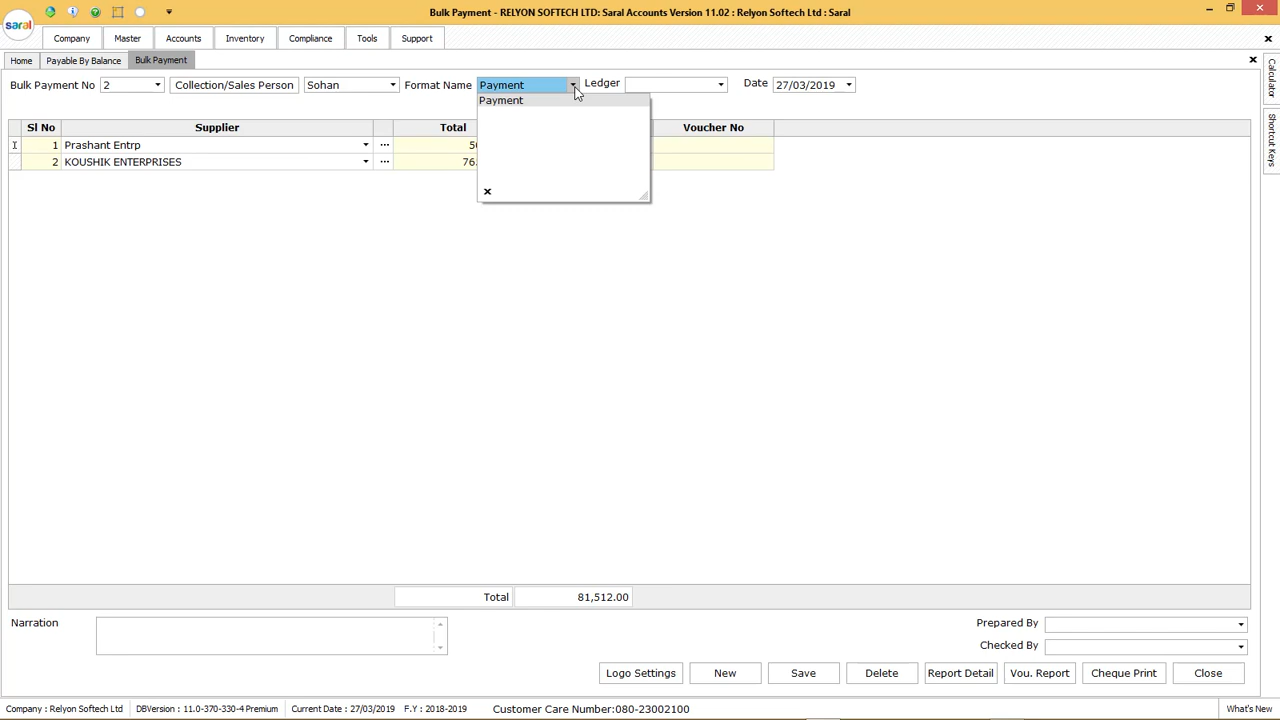 Bulk Payment - RELYON SOFTECH LTD: Saral Accounts Version 11.02 : Relyon Softech Ltd : Saral
saral
Company Master Accounts Inventory Compliance Tools Support
Home Payable By Balance Bulk Payment
Bulk Payment No 2 Collection/Sales Person Sohan Format Name Payment Ledger Date 27/03/2019
Payment
Sl No Supplier Total Voucher No
1 Prashant Entrp
2 KOUSHIK ENTERPRISES 76.
Total 81,512.00
Narration
Prepared By
Checked By
Logo Settings New Save Delete Report Detail Vou. Report Cheque Print Close
Calculator
Shortcut Keys
Company : Relyon Softech Ltd DBVersion : 11.0-370-330-4 Premium Current Date : 27/03/2019 F.Y : 2018-2019 Customer Care Number:080-23002100 What's New